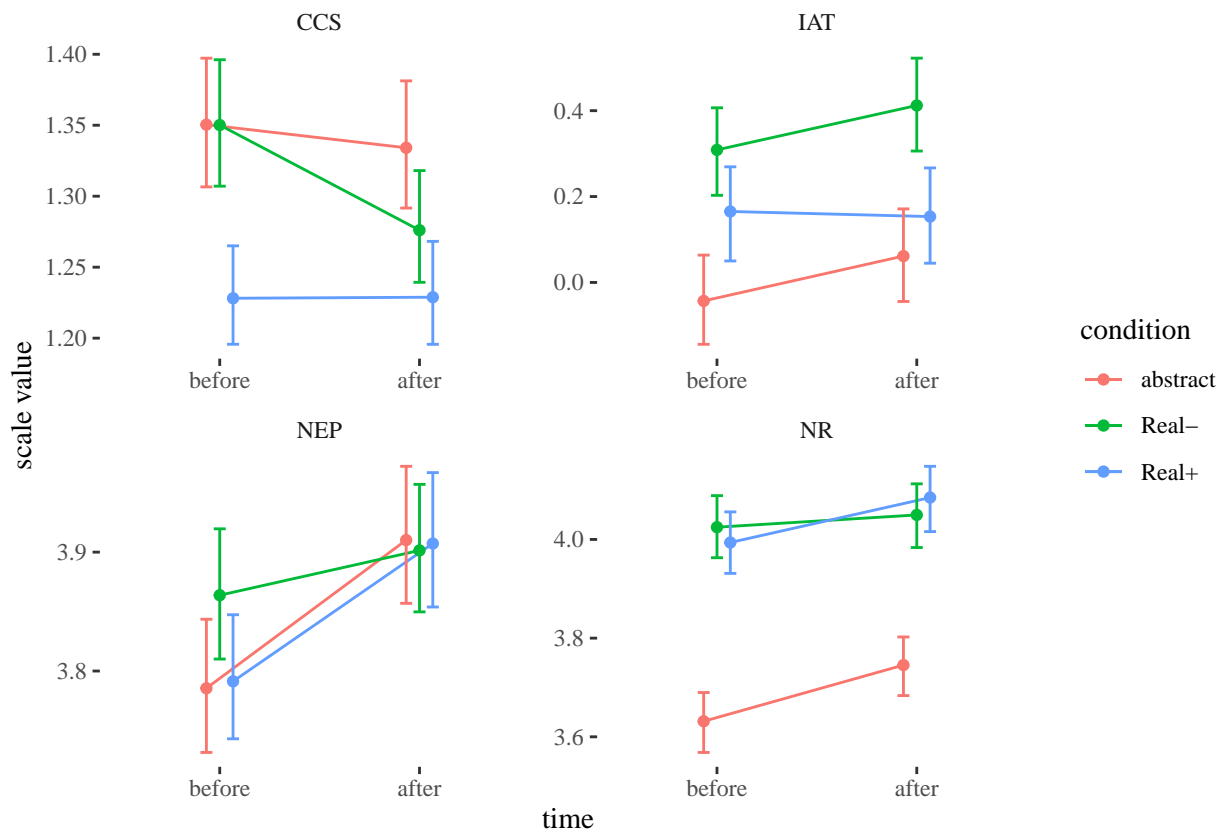 CCS
IAT
1.40
1.35
1.30
1.25
1.20
0.4
0.2
0.0
before
after
before
after
NEP
NR
3.9
3.8
4.0
3.8
3.6
before
after
before
after
scale value
time
condition
abstract
Real−
Real+